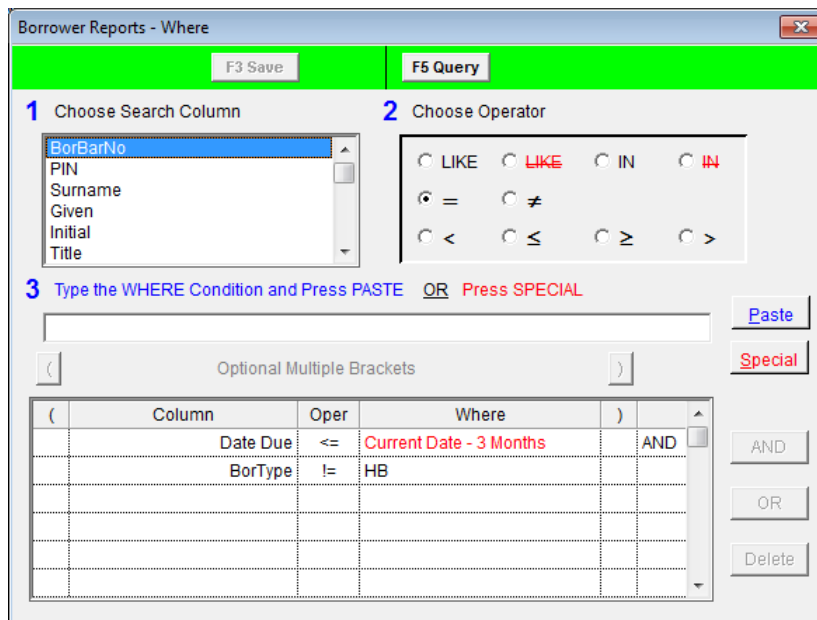 Borrower Reports - Where
F3 Save F5 Query
1 Choose Search Column 2 Choose Operator
BorBarNo
PIN
Surname
Given
Initial
Title
LIKE LIKE IN IN
= ≠
< ≤ ≥ >
3 Type the WHERE Condition and Press PASTE OR Press SPECIAL
Paste
( Optional Multiple Brackets )
Special
( Column Oper Where )
Date Due <= Current Date - 3 Months AND
BorType != HB
AND
OR
Delete